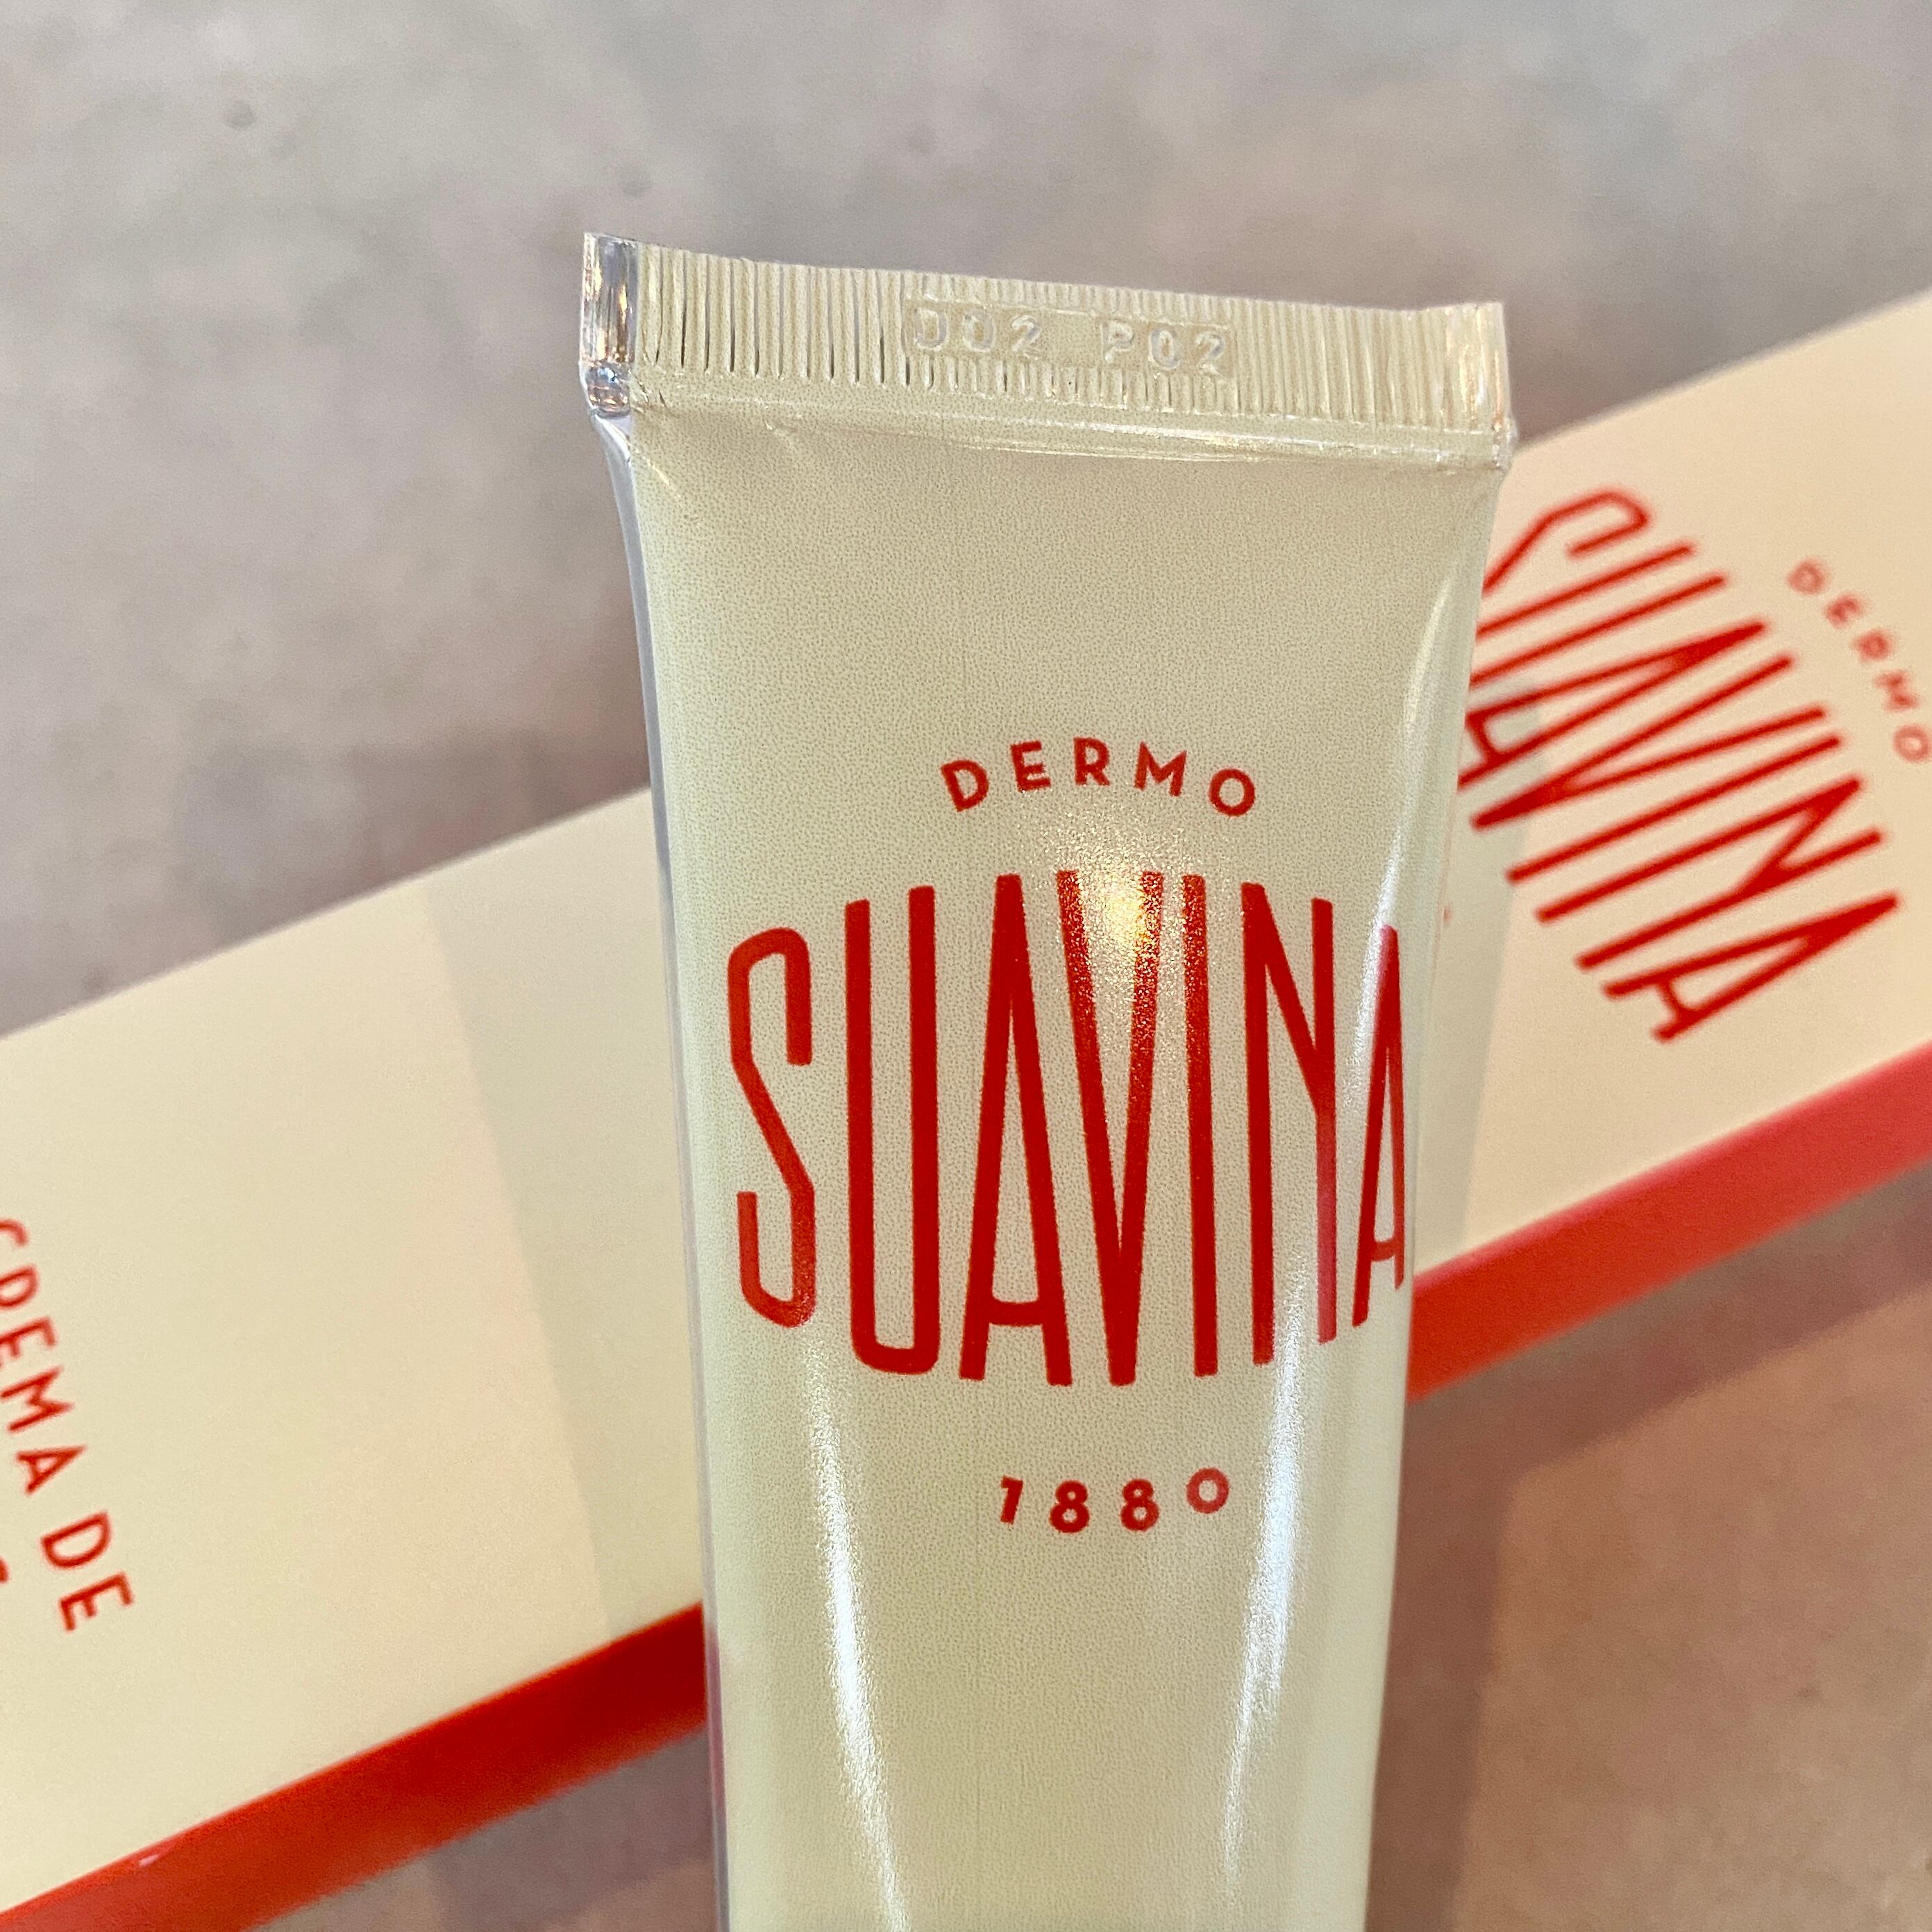 D02 P02
DERMO
SUAVINA
1880
DERMO
SUAVINA
CREMA DE